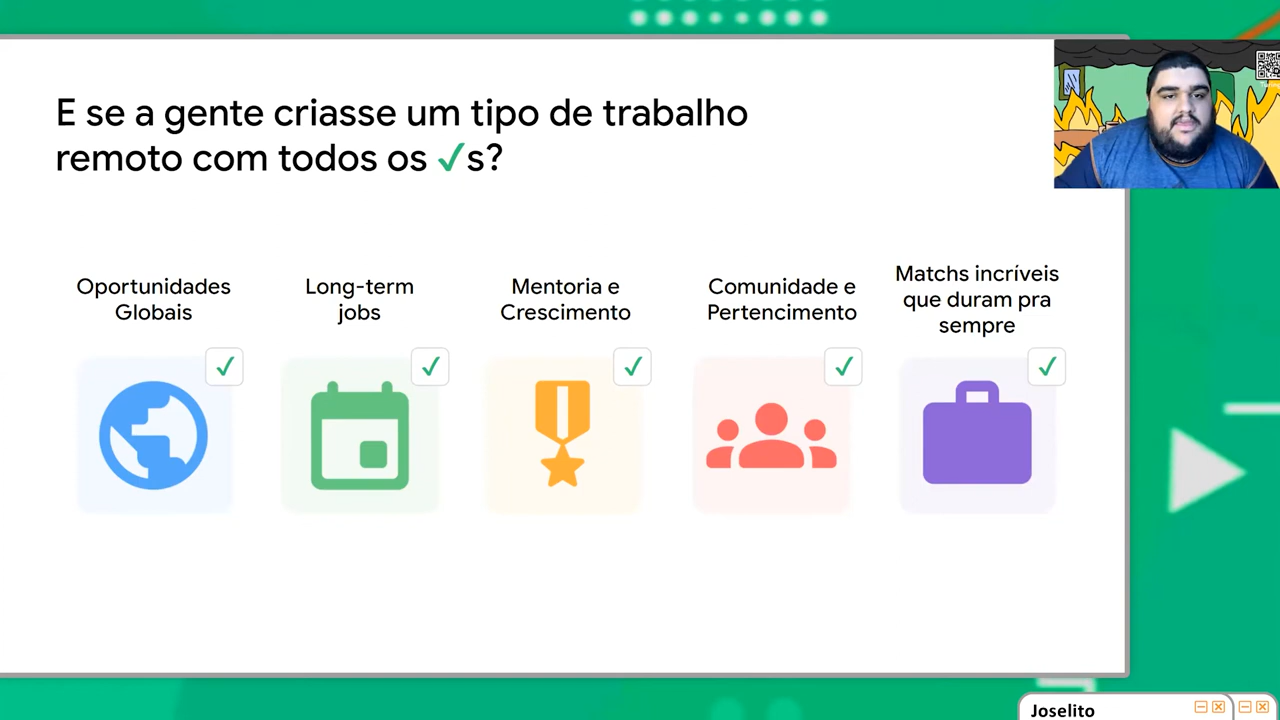 E se a gente criasse um tipo de trabalho
remoto com todos os ✓s?
Oportunidades
Globais
Long-term
jobs
Mentoria e
Crescimento
Comunidade e
Pertencimento
Matchs incríveis
que duram pra
sempre
Joselito